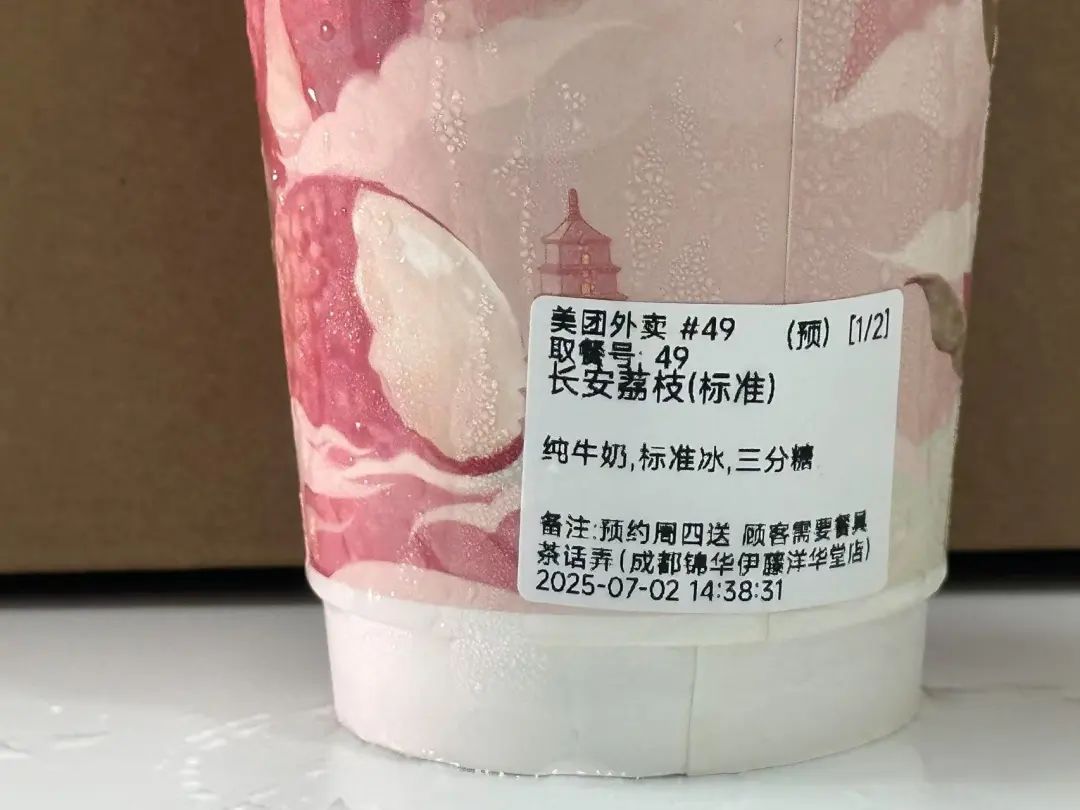 美团外卖 #49 (预) [1/2]
取餐号: 49
长安荔枝(标准)
纯牛奶,标准冰,三分糖
备注:预约周四送 顾客需要餐具
茶话弄(成都锦华伊藤洋华堂店)
2025-07-02 14:38:31